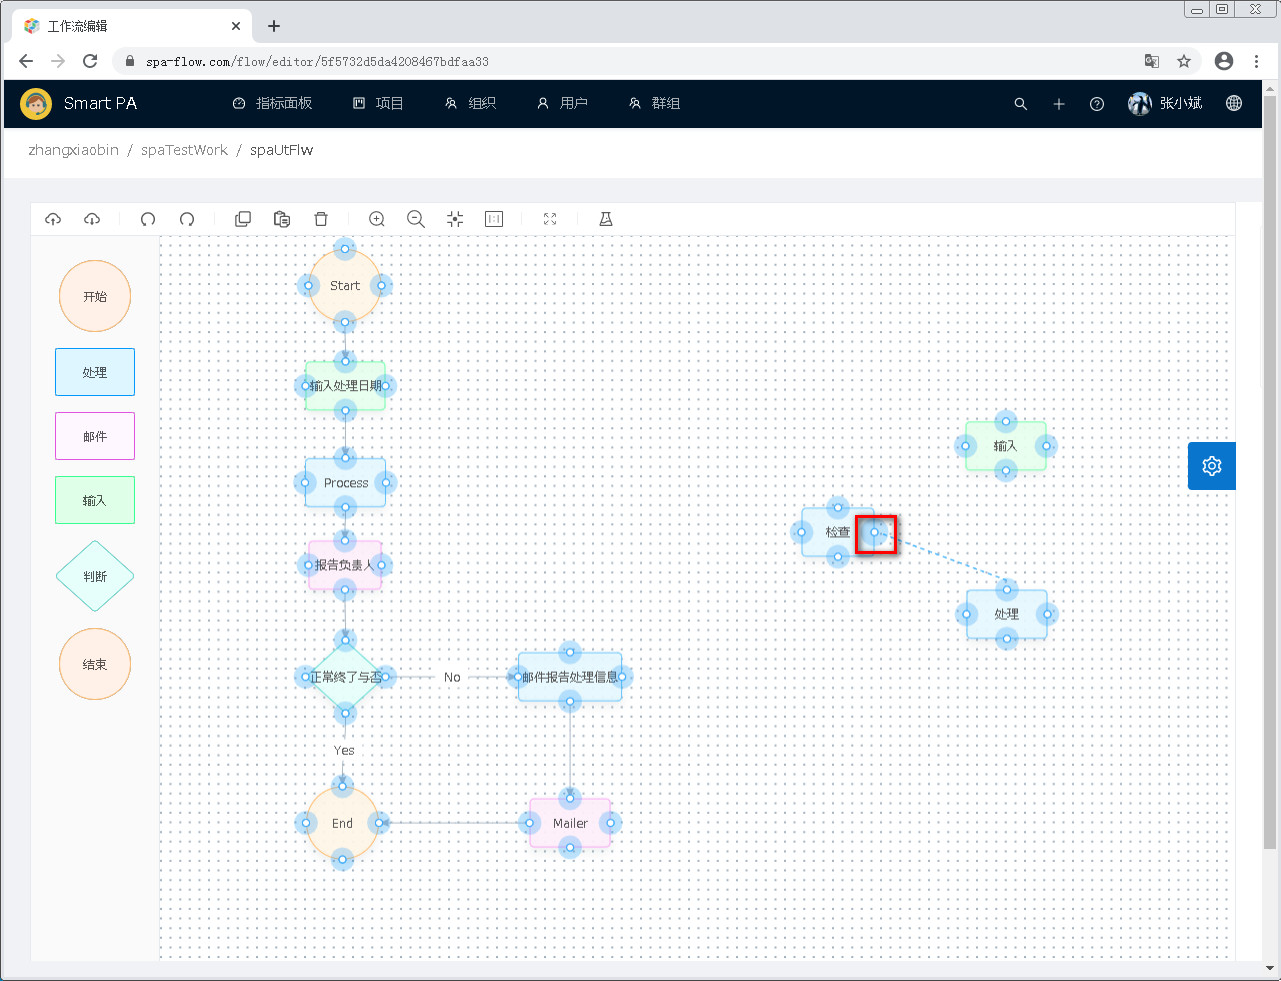 工作流编辑
spa-flow.com/flow/editor/5f5732d5da4208467bdfaa33
Smart PA
指标面板
项目
组织
用户
群组
张小斌
zhangxiaobin / spaTestWork / spaUtFlw
开始
处理
邮件
输入
判断
结束
Start
输入处理日期
Process
报告负责人
正常终了与否
No
邮件报告处理信息
Yes
End
Mailer
输入
检查
处理